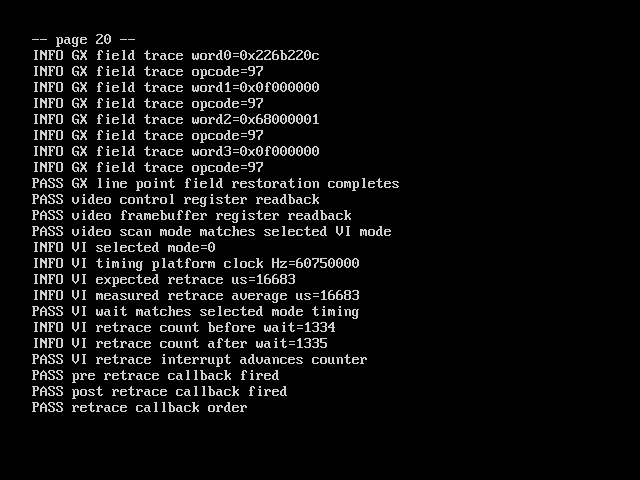 -- page 20 --
INFO GX field trace word0=0x226b220c
INFO GX field trace opcode=97
INFO GX field trace word1=0x0f000000
INFO GX field trace opcode=97
INFO GX field trace word2=0x68000001
INFO GX field trace opcode=97
INFO GX field trace word3=0x0f000000
INFO GX field trace opcode=97
PASS GX line point field restoration completes
PASS video control register readback
PASS video framebuffer register readback
PASS video scan mode matches selected VI mode
INFO VI selected mode=0
INFO VI timing platform clock Hz=60750000
INFO VI expected retrace us=16683
INFO VI measured retrace average us=16683
PASS VI wait matches selected mode timing
INFO VI retrace count before wait=1334
INFO VI retrace count after wait=1335
PASS VI retrace interrupt advances counter
PASS pre retrace callback fired
PASS post retrace callback fired
PASS retrace callback order